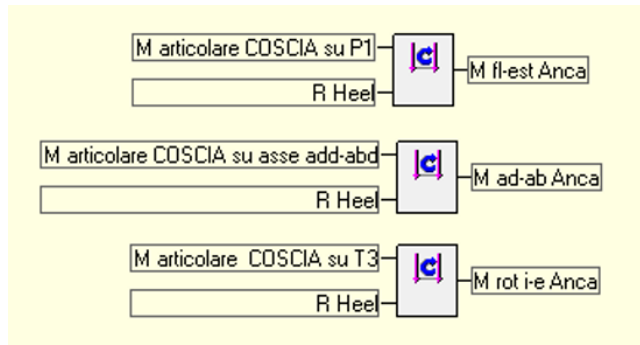 M articolare COSCIA su P1
R Heel
M fl-est Anca
M articolare COSCIA su asse add-abd
R Heel
M ad-ab Anca
M articolare COSCIA su T3
R Heel
M rot i-e Anca